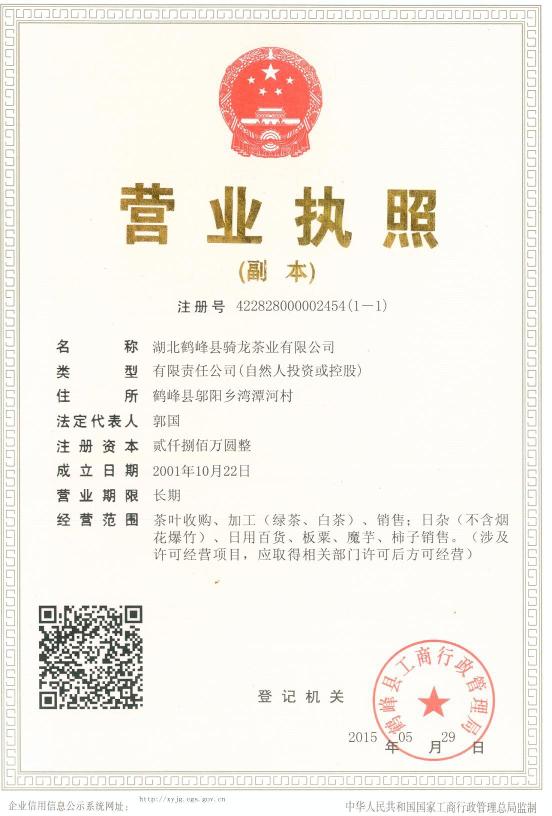 营业执照
(副 本)
注册号 422828000002454(1-1)
名 称 湖北鹤峰县骑龙茶业有限公司
类 型 有限责任公司(自然人投资或控股)
住 所 鹤峰县邬阳乡湾潭河村
法定代表人 郭国
注册资本 贰仟捌佰万圆整
成立日期 2001年10月22日
营业期限 长期
经营范围 茶叶收购、加工（绿茶、白茶）、销售；日杂（不含烟
花爆竹）、日用百货、板栗、魔芋、柿子销售。（涉及
许可经营项目，应取得相关部门许可后方可经营）
登记机关
鹤峰县工商行政管理局
2015 年 05 月 29 日
企业信用信息公示系统网址： http://xyjg.egs.gov.cn
中华人民共和国国家工商行政管理总局监制